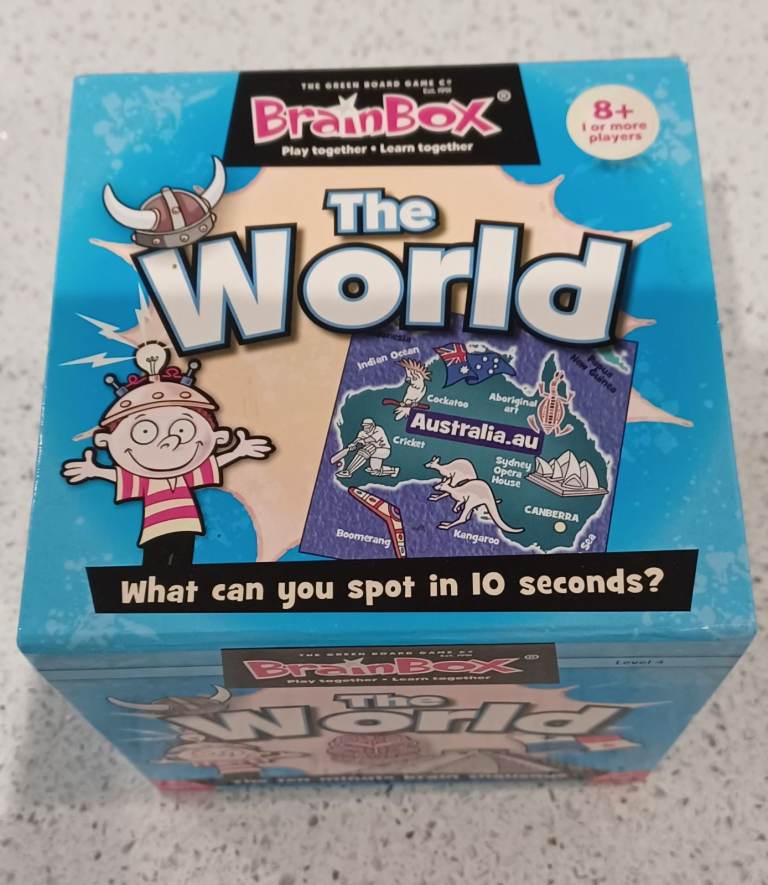 THE GREEN BOARD GAME Cº
Est. 1991
BrainBox®
Play together • Learn together
8+
1 or more
players
The
World
Indian Ocean
Papua
New Guinea
Cockatoo
Aboriginal
art
Australia.au
Cricket
Sydney
Opera
House
CANBERRA
Boomerang
Kangaroo
Sea
What can you spot in 10 seconds?
THE GREEN BOARD GAME Cº
BrainBox®
Play together • Learn together
Level 4
The
World